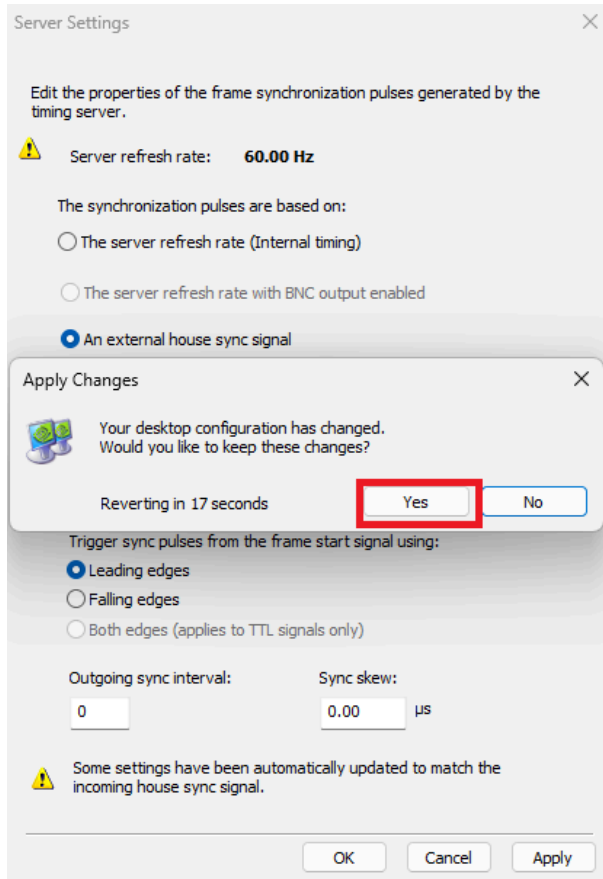 Server Settings
Edit the properties of the frame synchronization pulses generated by the
timing server.
Server refresh rate: 60.00 Hz
The synchronization pulses are based on:
The server refresh rate (Internal timing)
The server refresh rate with BNC output enabled
An external house sync signal
Apply Changes
Your desktop configuration has changed.
Would you like to keep these changes?
Reverting in 17 seconds Yes No
Trigger sync pulses from the frame start signal using:
Leading edges
Falling edges
Both edges (applies to TTL signals only)
Outgoing sync interval: Sync skew:
0 0.00 µs
Some settings have been automatically updated to match the
incoming house sync signal.
OK Cancel Apply